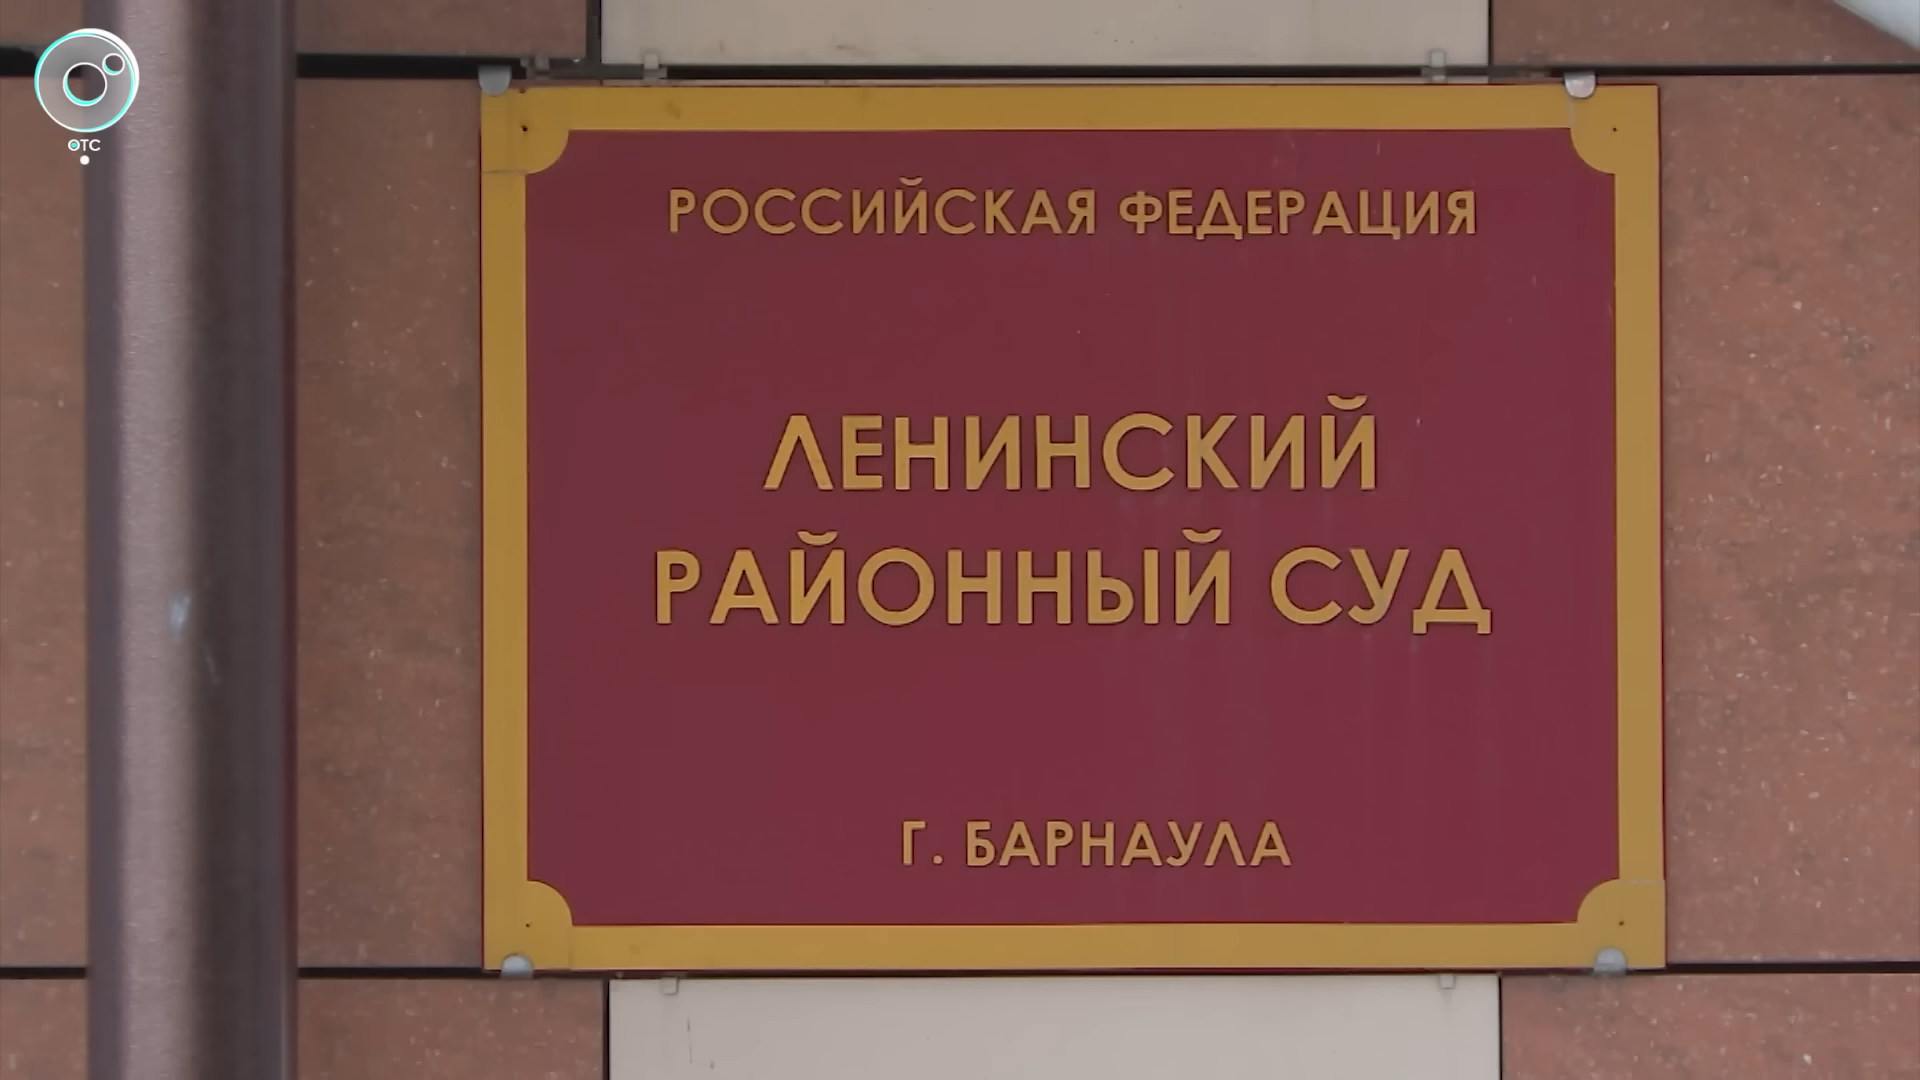 ОТС
РОССИЙСКАЯ ФЕДЕРАЦИЯ
ЛЕНИНСКИЙ
РАЙОННЫЙ СУД
Г. БАРНАУЛА